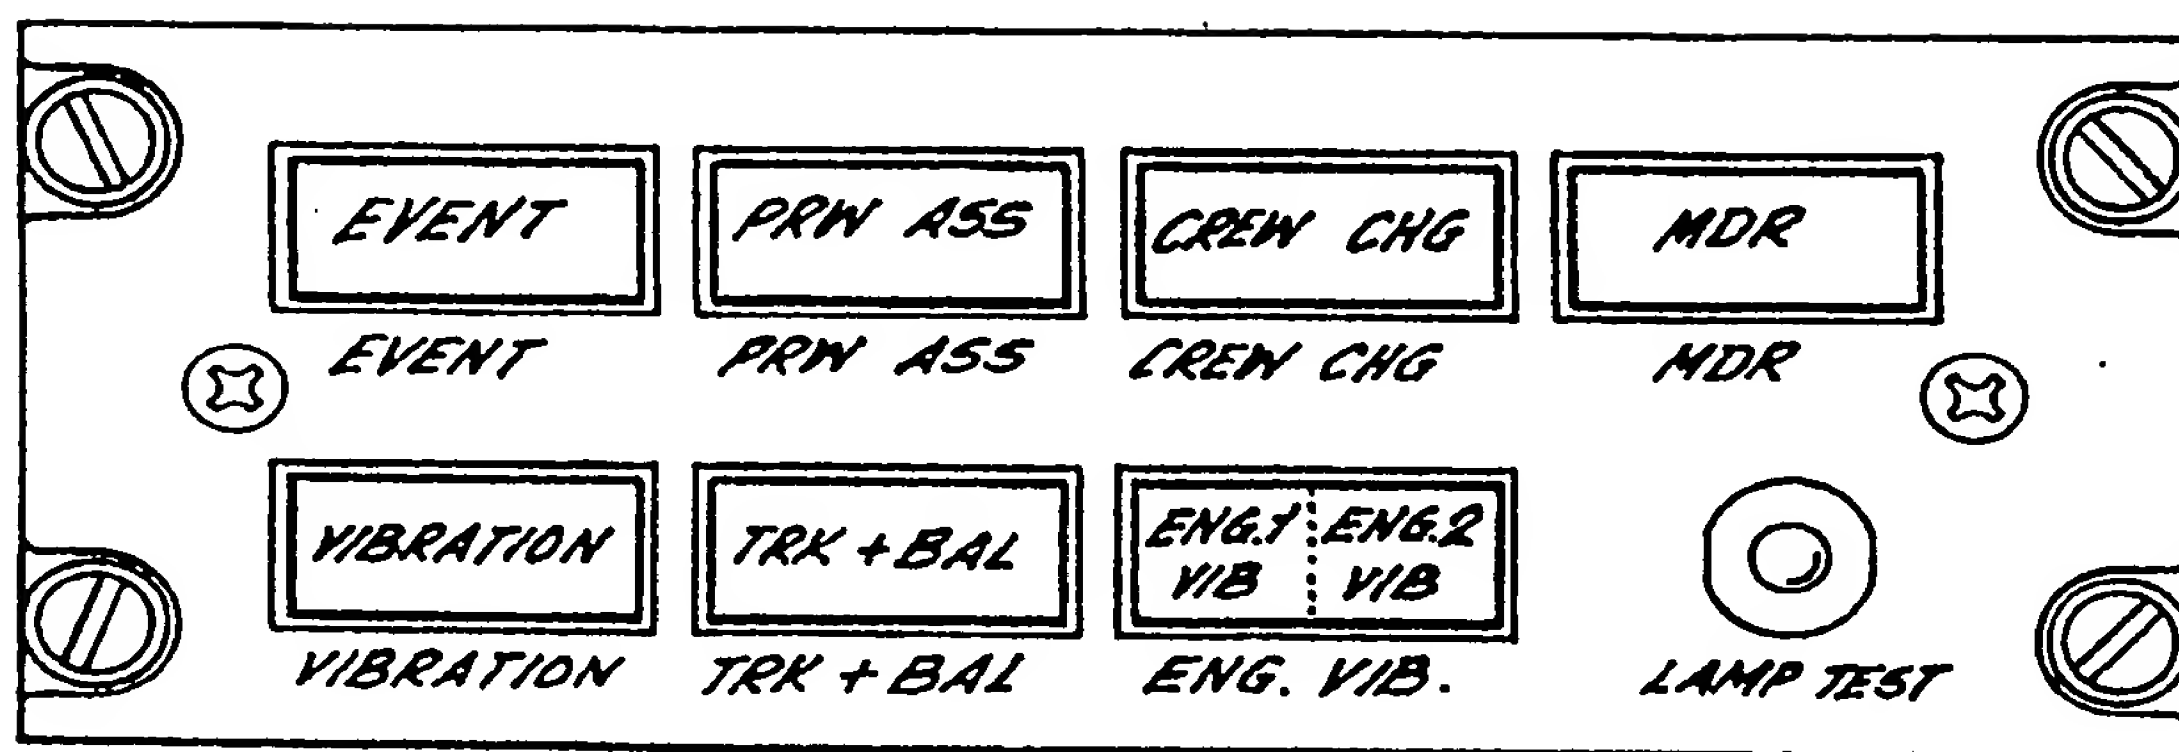 EVENT PRW ASS CREW CHG MDR
EVENT PRW ASS CREW CHG MDR
VIBRATION TRK + BAL ENG.1 VIB ENG.2 VIB
VIBRATION TRK + BAL ENG. VIB. LAMP TEST